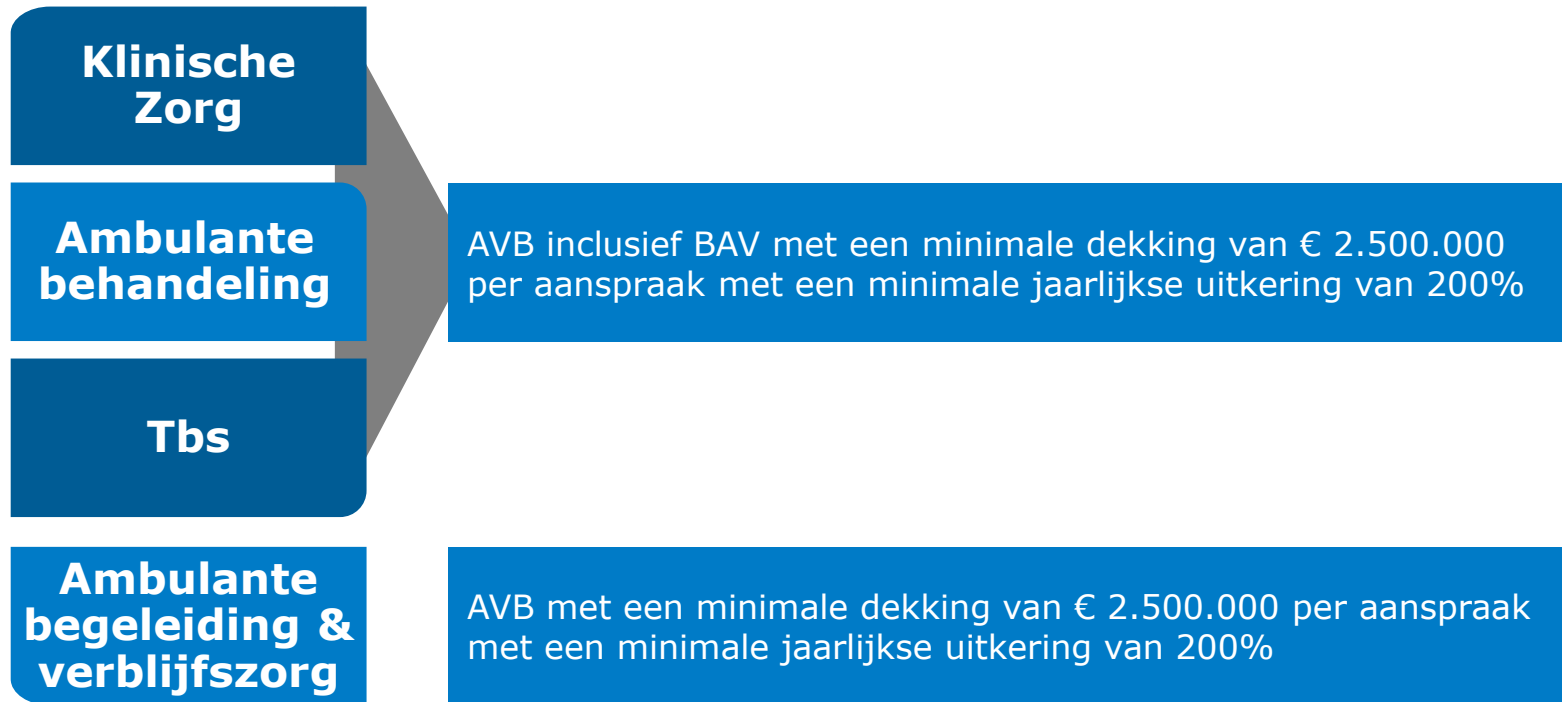 Klinische
Zorg
Ambulante
behandeling
AVB inclusief BAV met een minimale dekking van € 2.500.000
per aanspraak met een minimale jaarlijkse uitkering van 200%
Tbs
Ambulante
begeleiding &
verblijfszorg
AVB met een minimale dekking van € 2.500.000 per aanspraak
met een minimale jaarlijkse uitkering van 200%